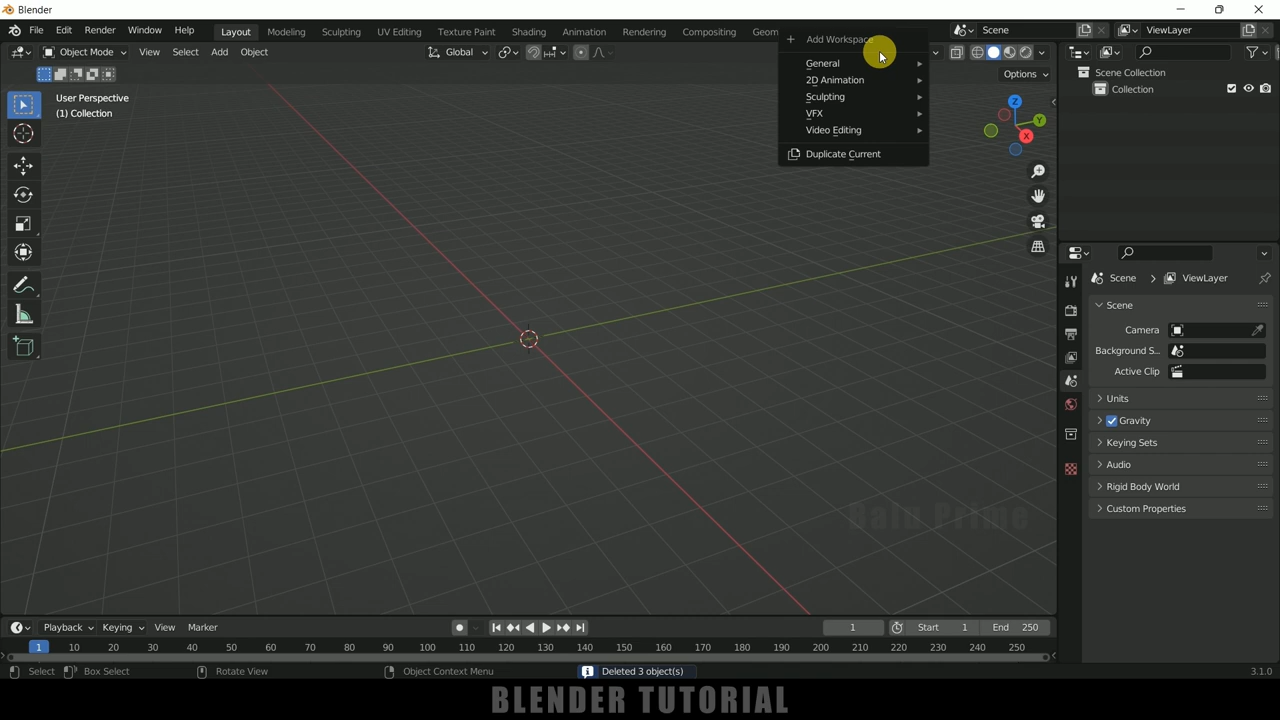 Blender
File Edit Render Window Help Layout Modeling Sculpting UV Editing Texture Paint Shading Animation Rendering Compositing Geom Scene ViewLayer
Add Workspace
Object Mode View Select Add Object Global
General
2D Animation
Sculpting
VFX
Video Editing
Duplicate Current
Options
User Perspective
(1) Collection
Z
Y
X
Scene Collection
Collection
Scene ViewLayer
Scene
Camera
Background S...
Active Clip
Units
Gravity
Keying Sets
Audio
Rigid Body World
Custom Properties
Balu Prime
Playback Keying View Marker 1 Start 1 End 250
1 10 20 30 40 50 60 70 80 90 100 110 120 130 140 150 160 170 180 190 200 210 220 230 240 250
Select Box Select Rotate View Object Context Menu Deleted 3 object(s) 3.1.0
BLENDER TUTORIAL